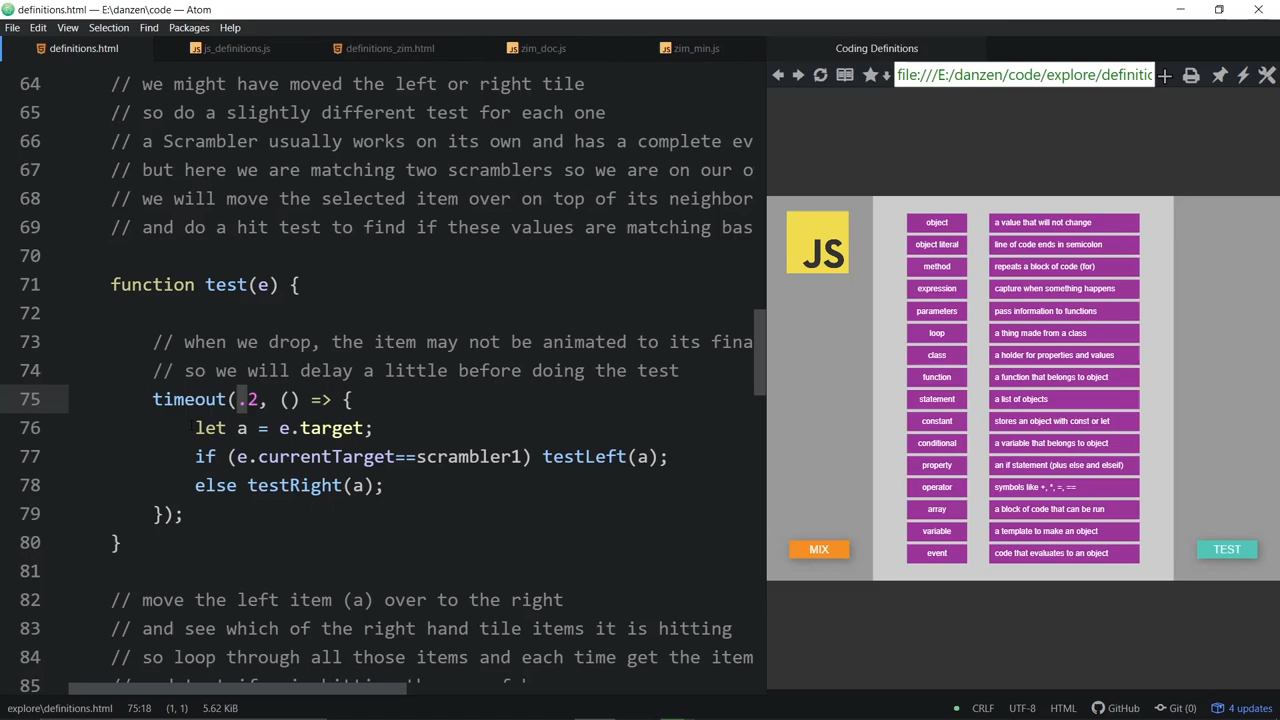 definitions.html — E:\danzen\code — Atom
File Edit View Selection Find Packages Help
definitions.html js_definitions.js definitions_zim.html zim_doc.js zim_min.js Coding Definitions
file:///E:/danzen/code/explore/definitic
64 // we might have moved the left or right tile
65 // so do a slightly different test for each one
66 // a Scrambler usually works on its own and has a complete ev
67 // but here we are matching two scramblers so we are on our o
68 // we will move the selected item over on top of its neighbor
69 // and do a hit test to find if these values are matching bas
70
71 function test(e) {
72
73 // when we drop, the item may not be animated to its fina
74 // so we will delay a little before doing the test
75 timeout(.2, () => {
76 let a = e.target;
77 if (e.currentTarget==scrambler1) testLeft(a);
78 else testRight(a);
79 });
80 }
81
82 // move the left item (a) over to the right
83 // and see which of the right hand tile items it is hitting
84 // so loop through all those items and each time get the item
85
JS
object a value that will not change
object literal line of code ends in semicolon
method repeats a block of code (for)
expression capture when something happens
parameters pass information to functions
loop a thing made from a class
class a holder for properties and values
function a function that belongs to object
statement a list of objects
constant stores an object with const or let
conditional a variable that belongs to object
property an if statement (plus else and elseif)
operator symbols like +, *, =, ==
array a block of code that can be run
variable a template to make an object
event code that evaluates to an object
MIX
TEST
explore\definitions.html 75:18 (1, 1) 5.62 KiB CRLF UTF-8 HTML GitHub Git (0) 4 updates